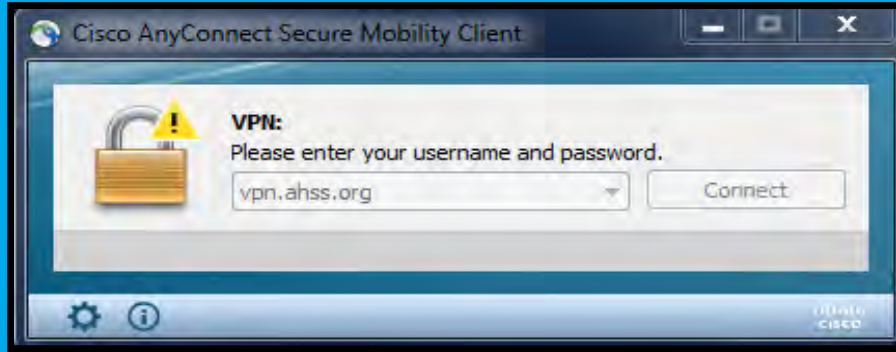 Cisco AnyConnect Secure Mobility Client
VPN:
Please enter your username and password.
vpn.ahss.org
Connect
CISCO